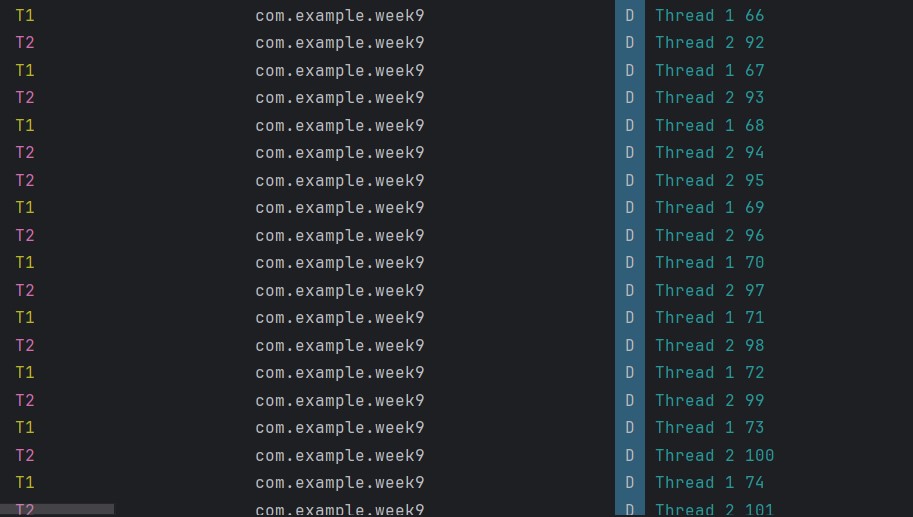 T1 com.example.week9 D Thread 1 66
T2 com.example.week9 D Thread 2 92
T1 com.example.week9 D Thread 1 67
T2 com.example.week9 D Thread 2 93
T1 com.example.week9 D Thread 1 68
T2 com.example.week9 D Thread 2 94
T2 com.example.week9 D Thread 2 95
T1 com.example.week9 D Thread 1 69
T2 com.example.week9 D Thread 2 96
T1 com.example.week9 D Thread 1 70
T2 com.example.week9 D Thread 2 97
T1 com.example.week9 D Thread 1 71
T2 com.example.week9 D Thread 2 98
T1 com.example.week9 D Thread 1 72
T2 com.example.week9 D Thread 2 99
T1 com.example.week9 D Thread 1 73
T2 com.example.week9 D Thread 2 100
T1 com.example.week9 D Thread 1 74
T2 com.example.week9 D Thread 2 101